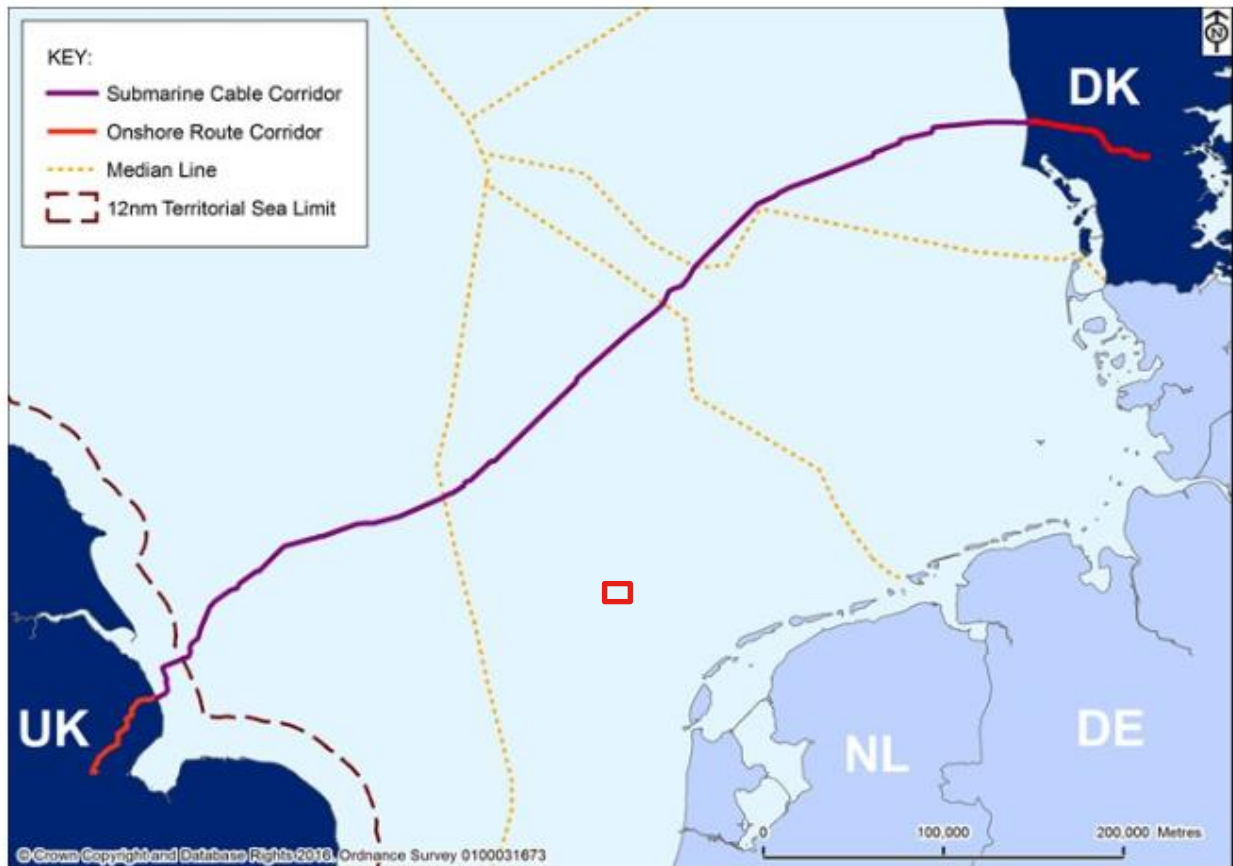 KEY:
Submarine Cable Corridor
Onshore Route Corridor
Median Line
12nm Territorial Sea Limit
N
DK
UK
NL
DE
0 100,000 200,000 Metres
© Crown Copyright and Database Rights 2016. Ordnance Survey 0100031673